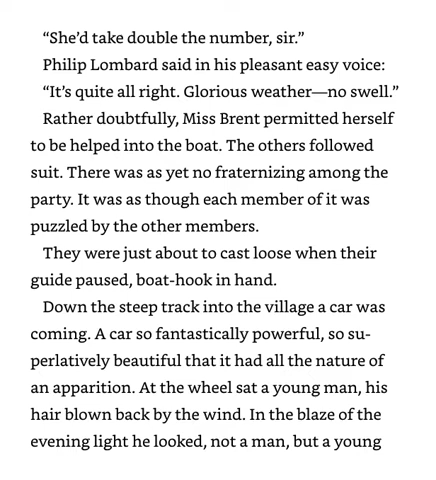 “She’d take double the number, sir.”
Philip Lombard said in his pleasant easy voice:
“It’s quite all right. Glorious weather—no swell.”
Rather doubtfully, Miss Brent permitted herself
to be helped into the boat. The others followed
suit. There was as yet no fraternizing among the
party. It was as though each member of it was
puzzled by the other members.
They were just about to cast loose when their
guide paused, boat-hook in hand.
Down the steep track into the village a car was
coming. A car so fantastically powerful, so su-
perlatively beautiful that it had all the nature of
an apparition. At the wheel sat a young man, his
hair blown back by the wind. In the blaze of the
evening light he looked, not a man, but a young